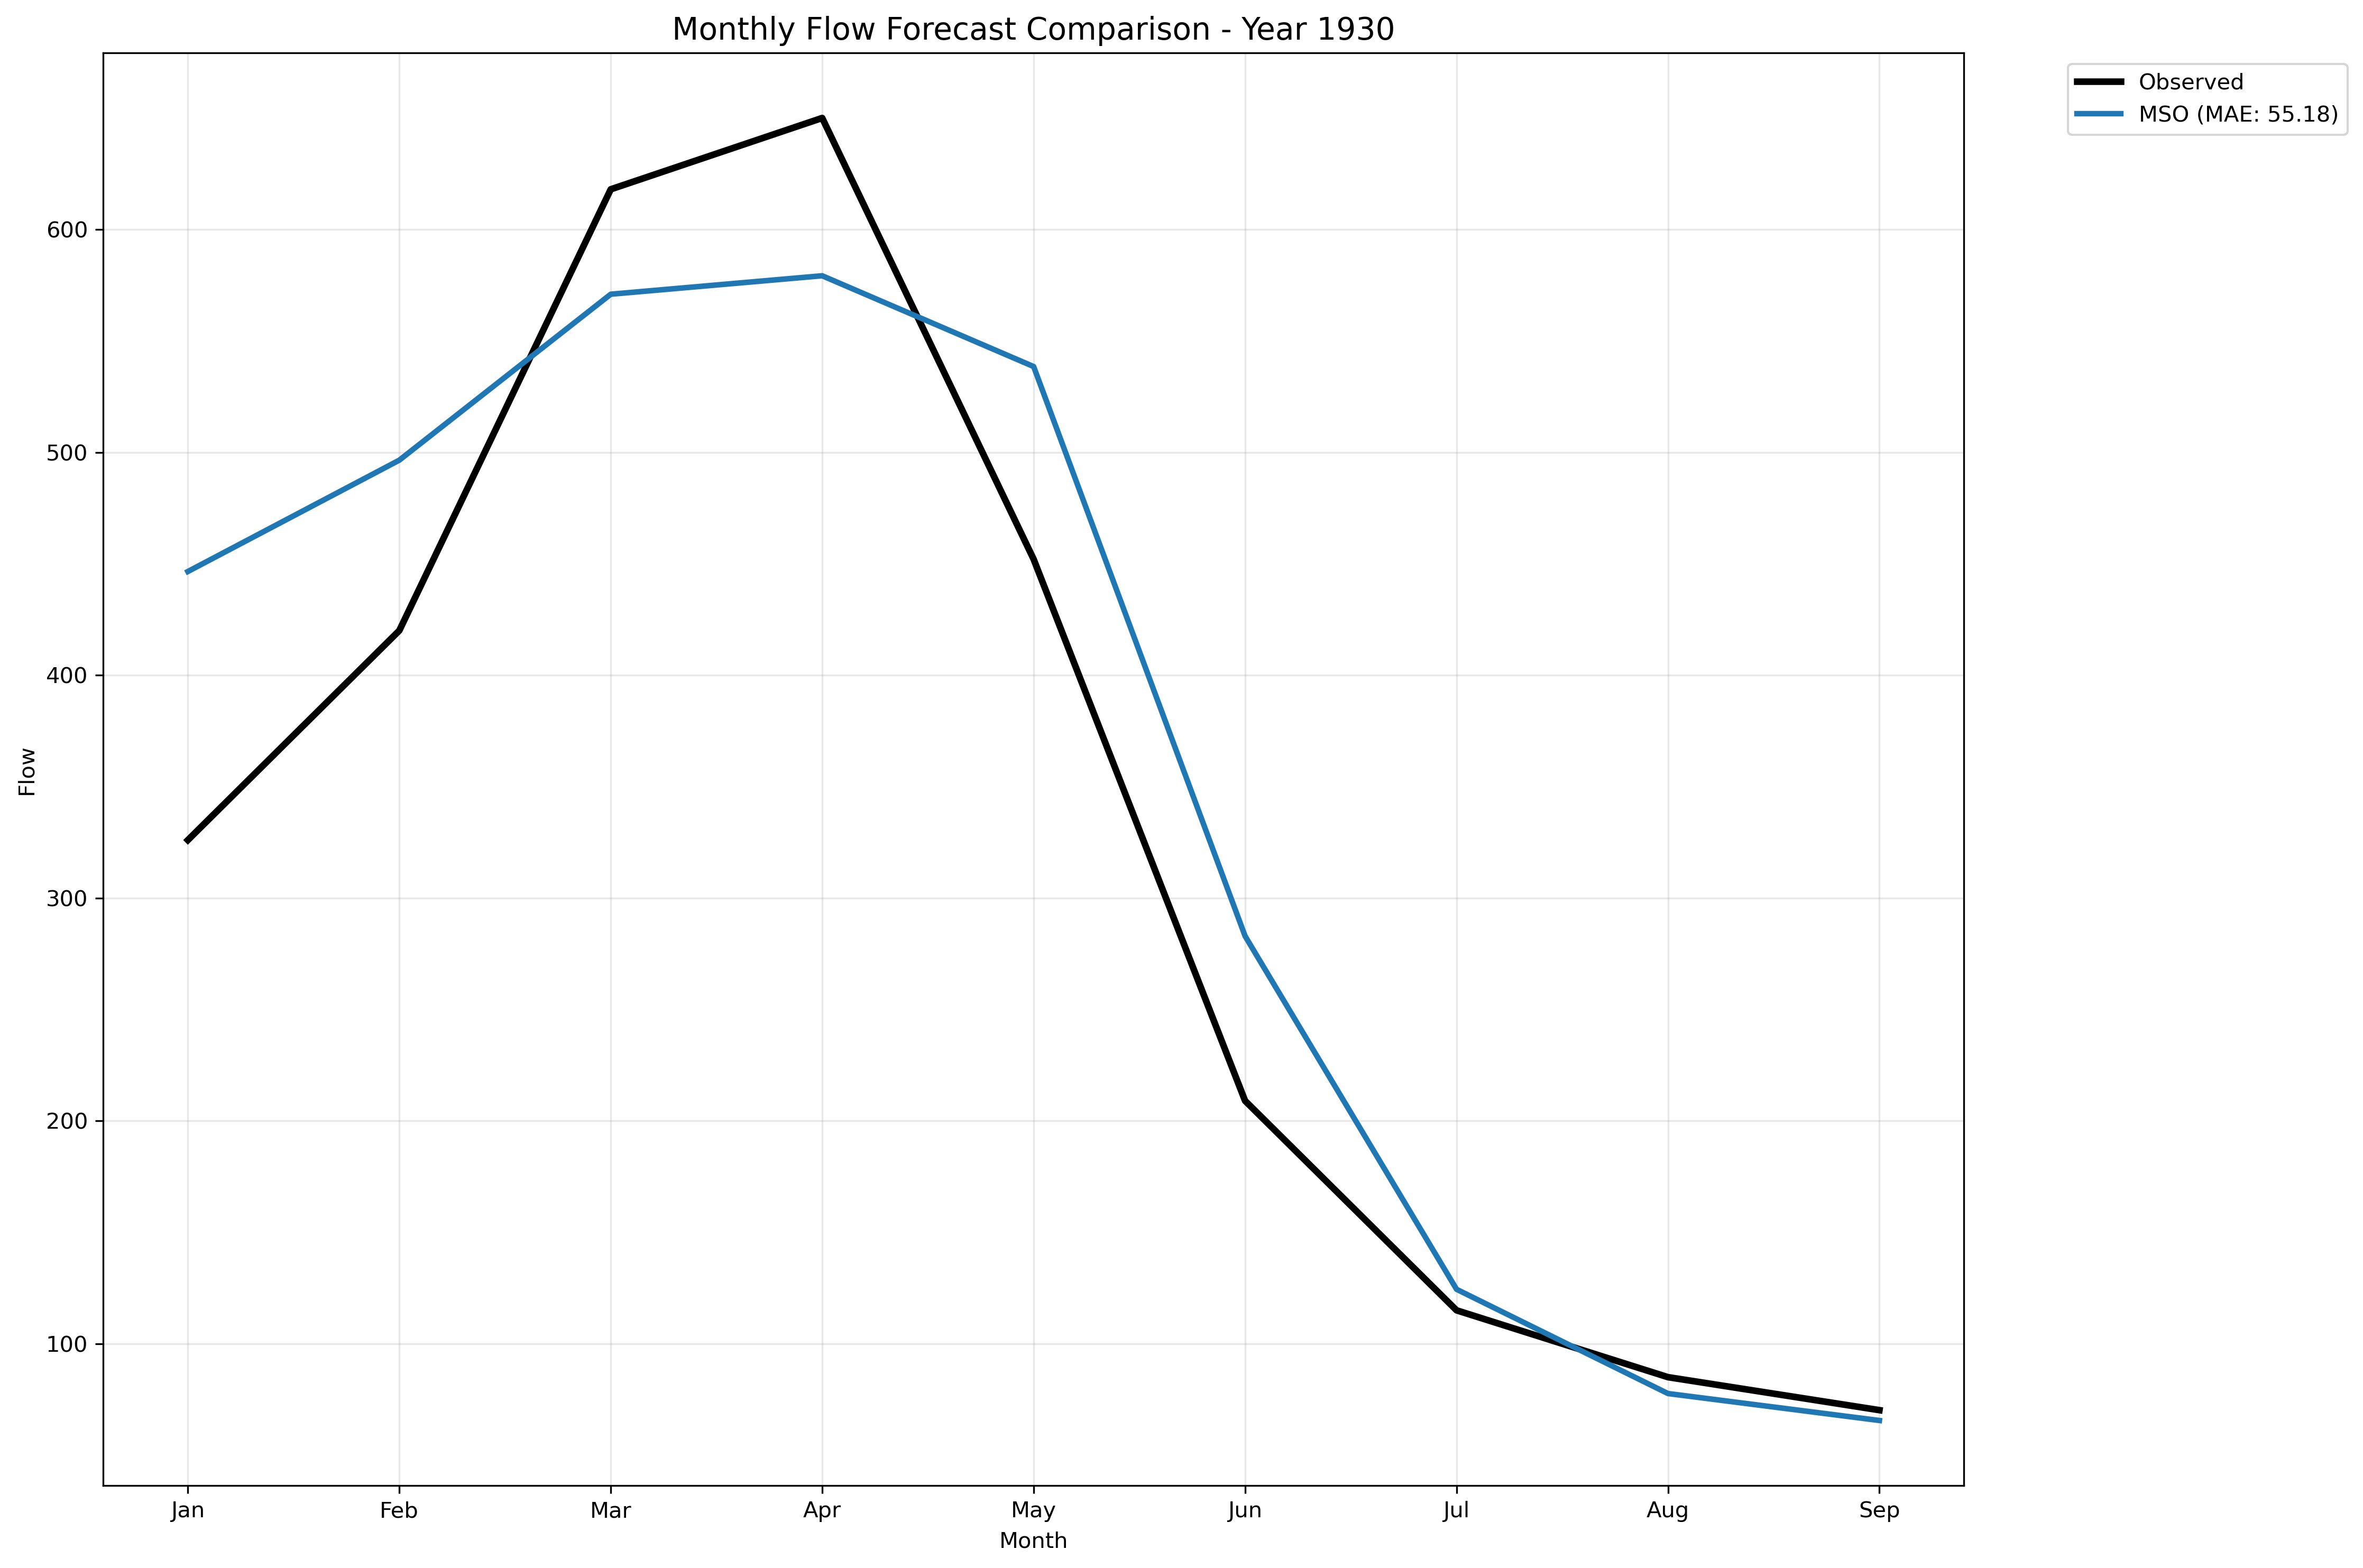 Monthly Flow Forecast Comparison - Year 1930
Observed
MSO (MAE: 55.18)
Flow
600
500
400
300
200
100
Jan Feb Mar Apr May Jun Jul Aug Sep
Month